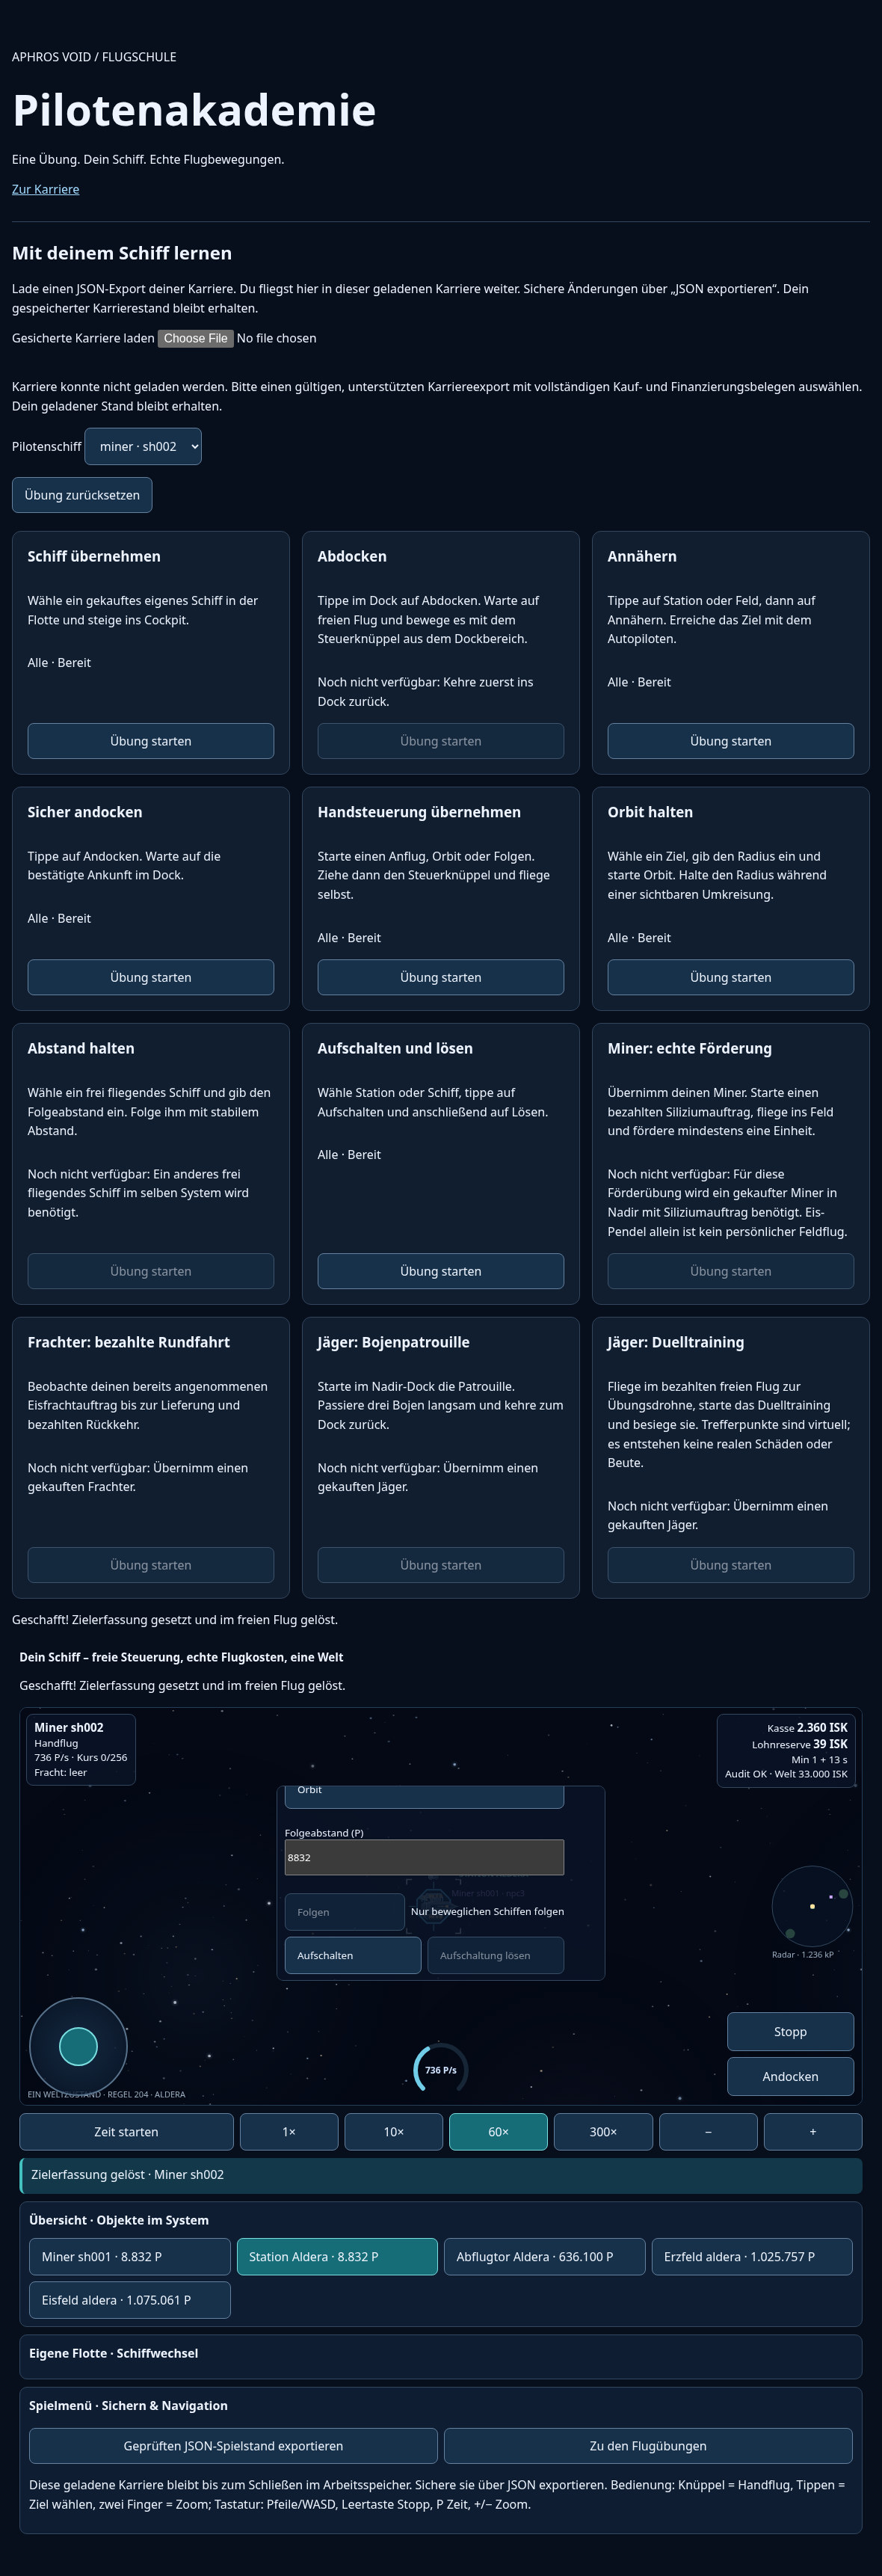 APHROS VOID / FLUGSCHULE
Pilotenakademie
Eine Übung. Dein Schiff. Echte Flugbewegungen.
Zur Karriere
Mit deinem Schiff lernen
Lade einen JSON-Export deiner Karriere. Du fliegst hier in dieser geladenen Karriere weiter. Sichere Änderungen über „JSON exportieren“. Dein
gespeicherter Karrierestand bleibt erhalten.
Gesicherte Karriere laden Choose File No file chosen
Karriere konnte nicht geladen werden. Bitte einen gültigen, unterstützten Karriereexport mit vollständigen Kauf- und Finanzierungsbelegen auswählen.
Dein geladener Stand bleibt erhalten.
Pilotenschiff miner · sh002
Übung zurücksetzen
Schiff übernehmen
Wähle ein gekauftes eigenes Schiff in der
Flotte und steige ins Cockpit.
Alle · Bereit
Übung starten
Abdocken
Tippe im Dock auf Abdocken. Warte auf
freien Flug und bewege es mit dem
Steuerknüppel aus dem Dockbereich.
Noch nicht verfügbar: Kehre zuerst ins
Dock zurück.
Übung starten
Annähern
Tippe auf Station oder Feld, dann auf
Annähern. Erreiche das Ziel mit dem
Autopiloten.
Alle · Bereit
Übung starten
Sicher andocken
Tippe auf Andocken. Warte auf die
bestätigte Ankunft im Dock.
Alle · Bereit
Übung starten
Handsteuerung übernehmen
Starte einen Anflug, Orbit oder Folgen.
Ziehe dann den Steuerknüppel und fliege
selbst.
Alle · Bereit
Übung starten
Orbit halten
Wähle ein Ziel, gib den Radius ein und
starte Orbit. Halte den Radius während
einer sichtbaren Umkreisung.
Alle · Bereit
Übung starten
Abstand halten
Wähle ein frei fliegendes Schiff und gib den
Folgeabstand ein. Folge ihm mit stabilem
Abstand.
Noch nicht verfügbar: Ein anderes frei
fliegendes Schiff im selben System wird
benötigt.
Übung starten
Aufschalten und lösen
Wähle Station oder Schiff, tippe auf
Aufschalten und anschließend auf Lösen.
Alle · Bereit
Übung starten
Miner: echte Förderung
Übernimm deinen Miner. Starte einen
bezahlten Siliziumauftrag, fliege ins Feld
und fördere mindestens eine Einheit.
Noch nicht verfügbar: Für diese
Förderübung wird ein gekaufter Miner in
Nadir mit Siliziumauftrag benötigt. Eis-
Pendel allein ist kein persönlicher Feldflug.
Übung starten
Frachter: bezahlte Rundfahrt
Beobachte deinen bereits angenommenen
Eisfrachtauftrag bis zur Lieferung und
bezahlten Rückkehr.
Noch nicht verfügbar: Übernimm einen
gekauften Frachter.
Übung starten
Jäger: Bojenpatrouille
Starte im Nadir-Dock die Patrouille.
Passiere drei Bojen langsam und kehre zum
Dock zurück.
Noch nicht verfügbar: Übernimm einen
gekauften Jäger.
Übung starten
Jäger: Duelltraining
Fliege im bezahlten freien Flug zur
Übungsdrohne, starte das Duelltraining
und besiege sie. Trefferpunkte sind virtuell;
es entstehen keine realen Schäden oder
Beute.
Noch nicht verfügbar: Übernimm einen
gekauften Jäger.
Übung starten
Geschafft! Zielerfassung gesetzt und im freien Flug gelöst.
Dein Schiff – freie Steuerung, echte Flugkosten, eine Welt
Geschafft! Zielerfassung gesetzt und im freien Flug gelöst.
Miner sh002
Handflug
736 P/s · Kurs 0/256
Fracht: leer
Kasse 2.360 ISK
Lohnreserve 39 ISK
Min 1 + 13 s
Audit OK · Welt 33.000 ISK
Orbit
Folgeabstand (P)
8832
Miner sh001 · npc3
Folgen Nur beweglichen Schiffen folgen
Aufschalten Aufschaltung lösen
Radar · 1.236 kP
Stopp
Andocken
736 P/s
EIN WELTZUSTAND · REGEL 204 · ALDERA
Zeit starten 1× 10× 60× 300× − +
Zielerfassung gelöst · Miner sh002
Übersicht · Objekte im System
Miner sh001 · 8.832 P Station Aldera · 8.832 P Abflugtor Aldera · 636.100 P Erzfeld aldera · 1.025.757 P
Eisfeld aldera · 1.075.061 P
Eigene Flotte · Schiffwechsel
Spielmenü · Sichern & Navigation
Geprüften JSON-Spielstand exportieren Zu den Flugübungen
Diese geladene Karriere bleibt bis zum Schließen im Arbeitsspeicher. Sichere sie über JSON exportieren. Bedienung: Knüppel = Handflug, Tippen =
Ziel wählen, zwei Finger = Zoom; Tastatur: Pfeile/WASD, Leertaste Stopp, P Zeit, +/− Zoom.